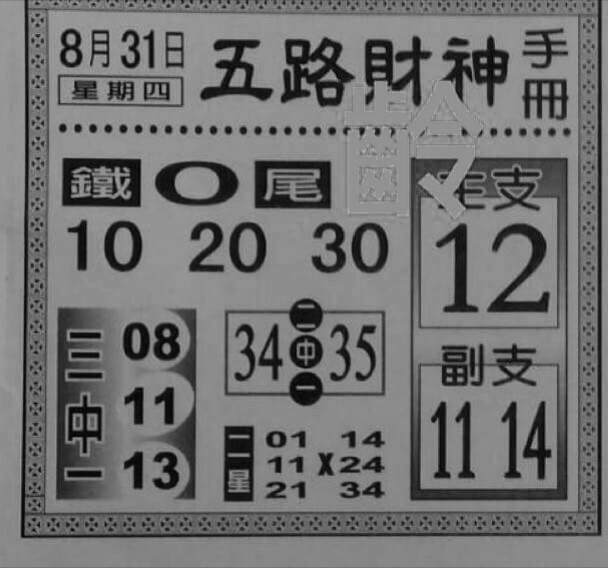 8月31日
星期四
五路財神
手冊
齡
鐵0尾
10 20 30
主支
12
三中一
08
11
13
二中一
34 35
副支
11 14
二星
01 14
11 X 24
21 34